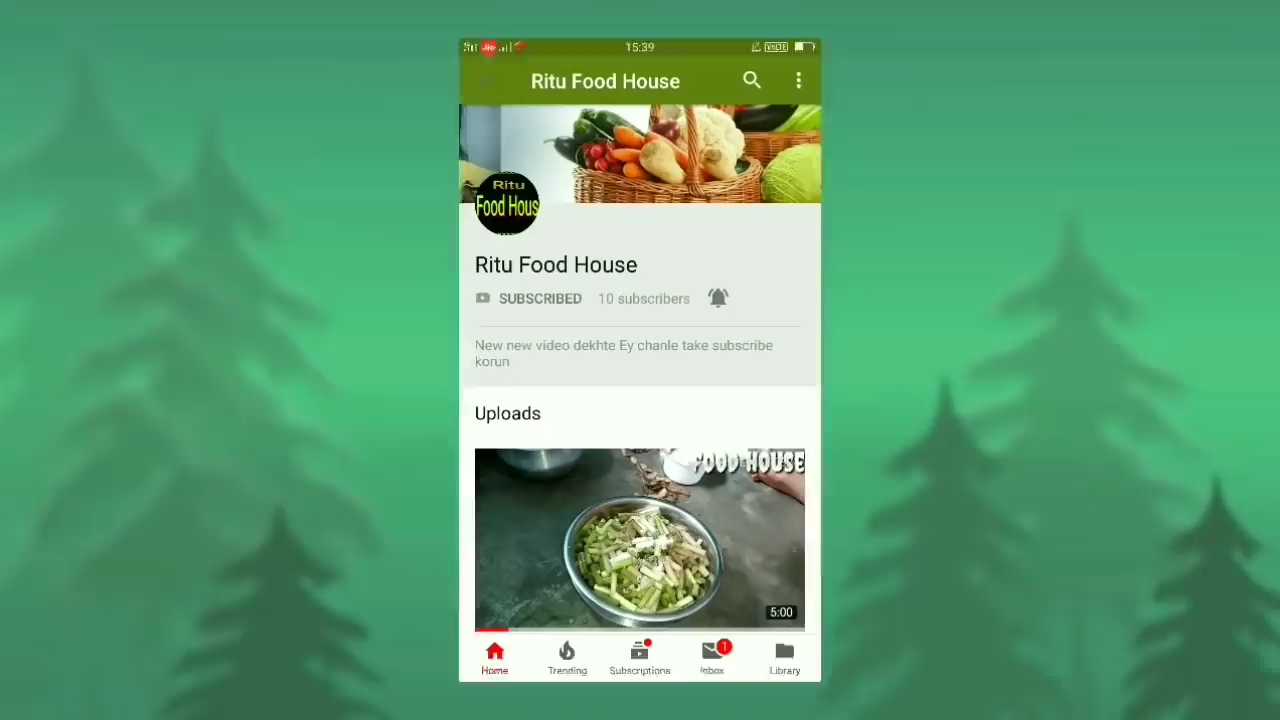 15:39
VoLTE
Ritu Food House
Ritu
Food Hous
Ritu Food House
SUBSCRIBED 10 subscribers
New new video dekhte Ey chanle take subscribe
korun
Uploads
FOOD HOUSE
5:00
1
Home Trending Subscriptions Inbox Library